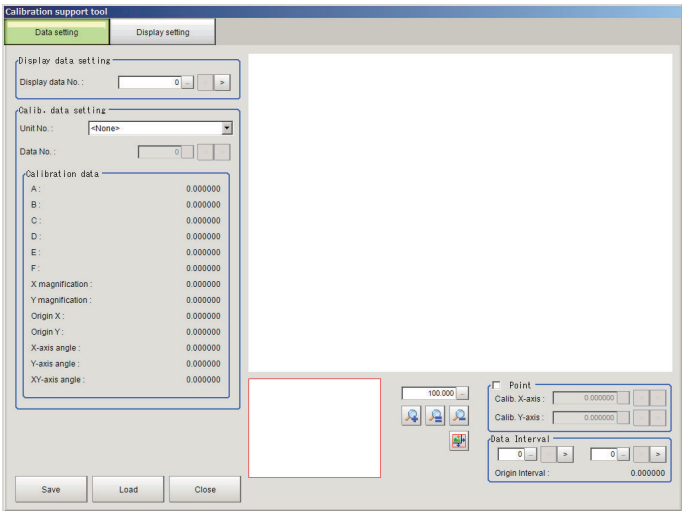 Calibration support tool
Data setting
Display setting
Display data setting
Display data No. : 0 .. >
Calib. data setting
Unit No. : <None>
Data No. : 0
Calibration data
A : 0.000000
B : 0.000000
C : 0.000000
D : 0.000000
E : 0.000000
F : 0.000000
X magnification : 0.000000
Y magnification : 0.000000
Origin X : 0.000000
Origin Y : 0.000000
X-axis angle : 0.000000
Y-axis angle : 0.000000
XY-axis angle : 0.000000
100.000 ..
Point
Calib. X-axis : 0.000000
Calib. Y-axis : 0.000000
Data Interval
0 .. > 0 .. >
Origin Interval : 0.000000
Save
Load
Close